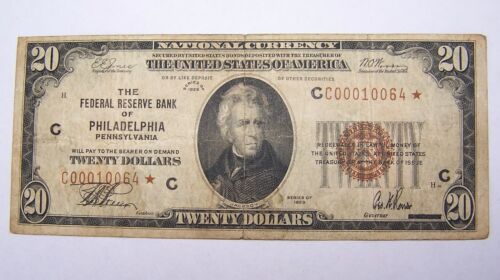 20 NATIONAL CURRENCY 20
SECURED BY UNITED STATES BONDS DEPOSITED WITH THE TREASURER OF
THE UNITED STATES OF AMERICA
OR BY LIKE DEPOSIT OF OTHER SECURITIES
SERIES OF 1929
H
THE
FEDERAL RESERVE BANK
OF
PHILADELPHIA
PENNSYLVANIA
C
WILL PAY TO THE BEARER ON DEMAND
TWENTY DOLLARS
C00010064 ★
C
C
C00010064 ★
REDEEMABLE IN LAWFUL MONEY OF
THE UNITED STATES AT UNITED STATES
TREASURY OR AT THE BANK OF ISSUE
C
H
SERIES OF
1929
Governor
20 TWENTY DOLLARS 20